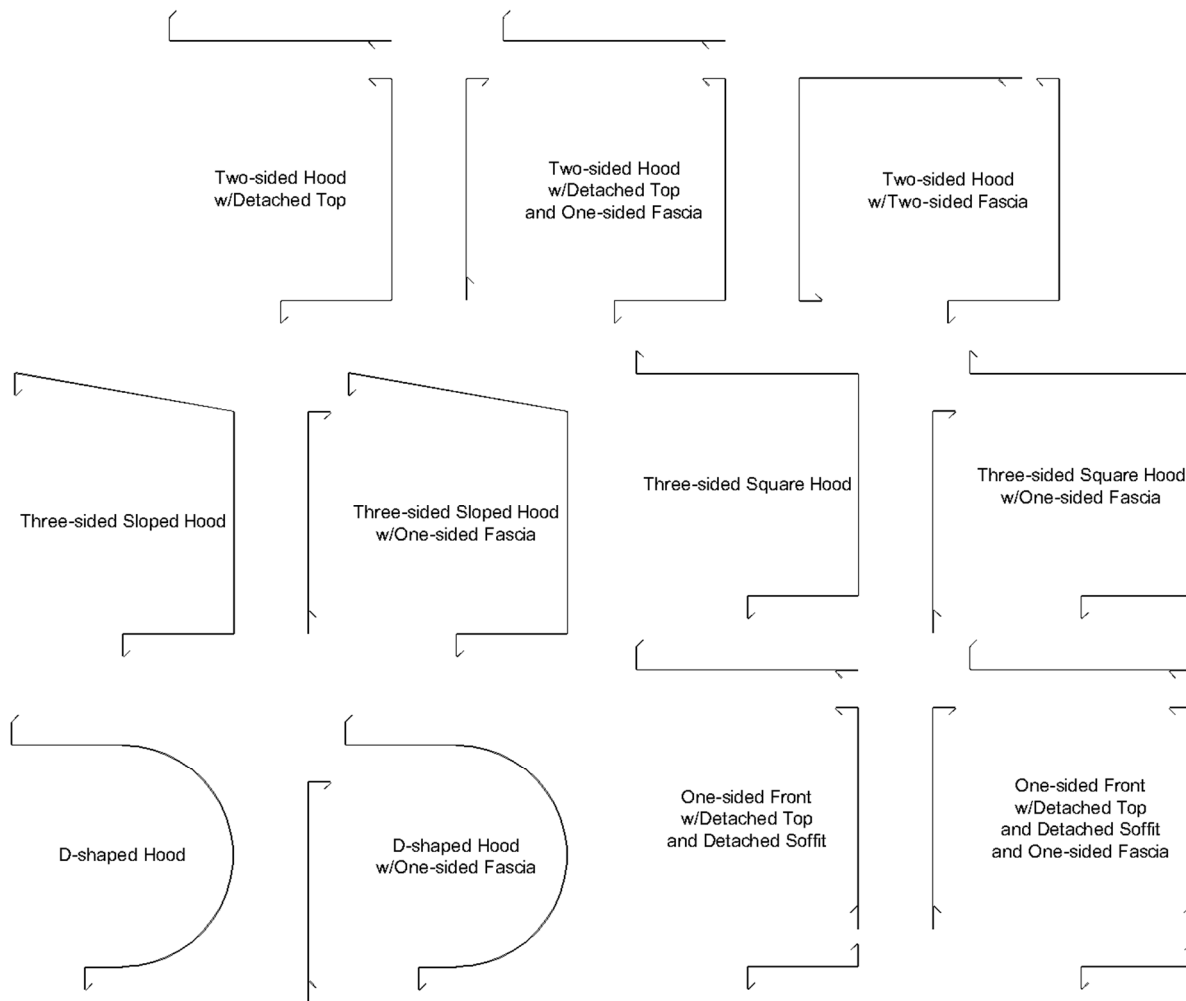 Two-sided Hood
w/Detached Top
Two-sided Hood
w/Detached Top
and One-sided Fascia
Two-sided Hood
w/Two-sided Fascia
Three-sided Sloped Hood
Three-sided Sloped Hood
w/One-sided Fascia
Three-sided Square Hood
Three-sided Square Hood
w/One-sided Fascia
D-shaped Hood
D-shaped Hood
w/One-sided Fascia
One-sided Front
w/Detached Top
and Detached Soffit
One-sided Front
w/Detached Top
and Detached Soffit
and One-sided Fascia